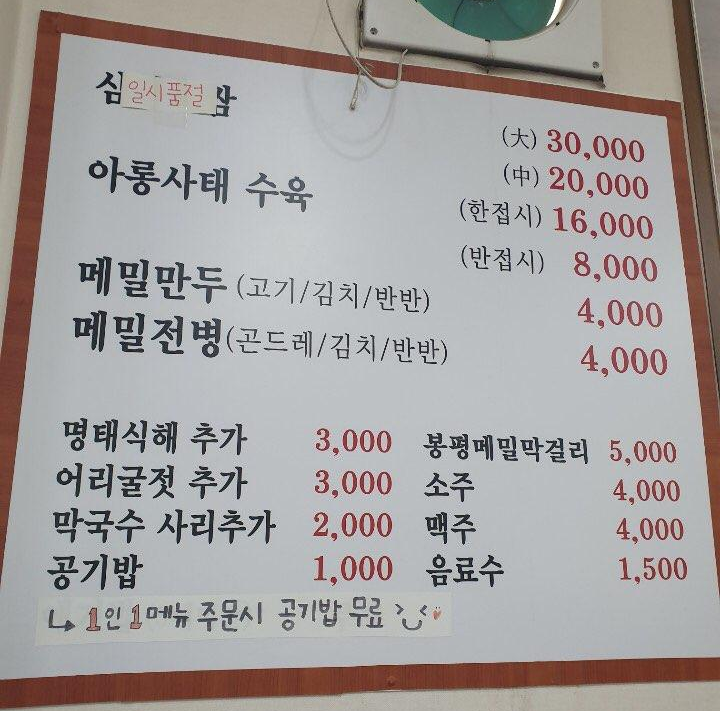 일시품절
(大) 30,000
(中) 20,000
아롱사태 수육
(한접시) 16,000
(반접시) 8,000
메밀만두 (고기/김치/반반) 4,000
메밀전병(곤드레/김치/반반) 4,000
명태식해 추가 3,000
어리굴젓 추가 3,000
막국수 사리추가 2,000
공기밥 1,000
봉평메밀막걸리 5,000
소주 4,000
맥주 4,000
음료수 1,500
↳ 1인 1메뉴 주문시 공기밥 무료